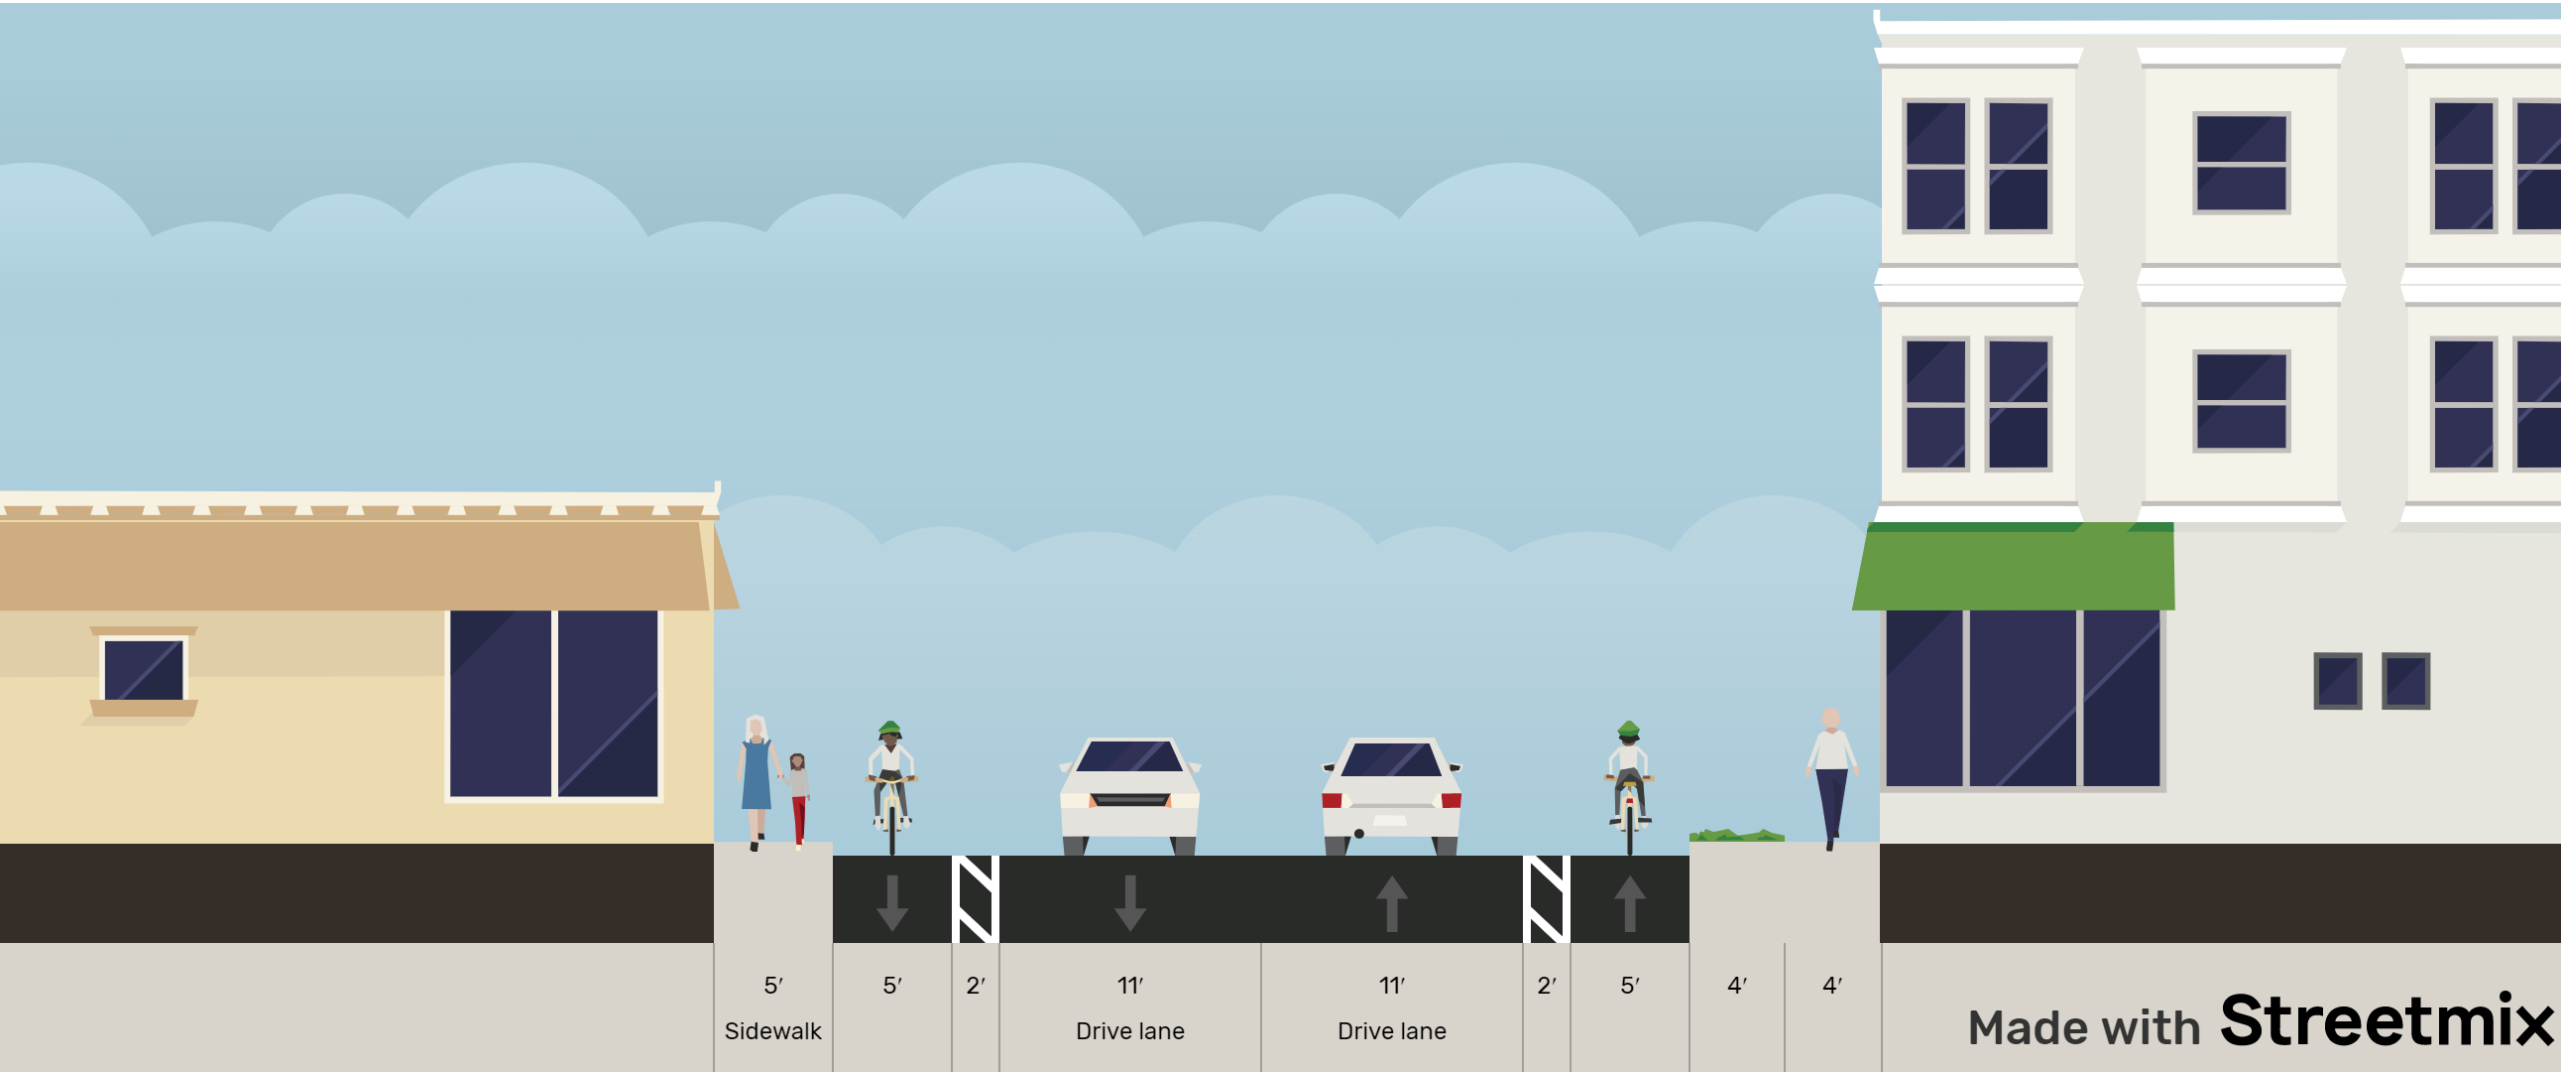 5′ 5′ 2′ 11′ 11′ 2′ 5′ 4′ 4′
Sidewalk Drive lane Drive lane
Made with Streetmix